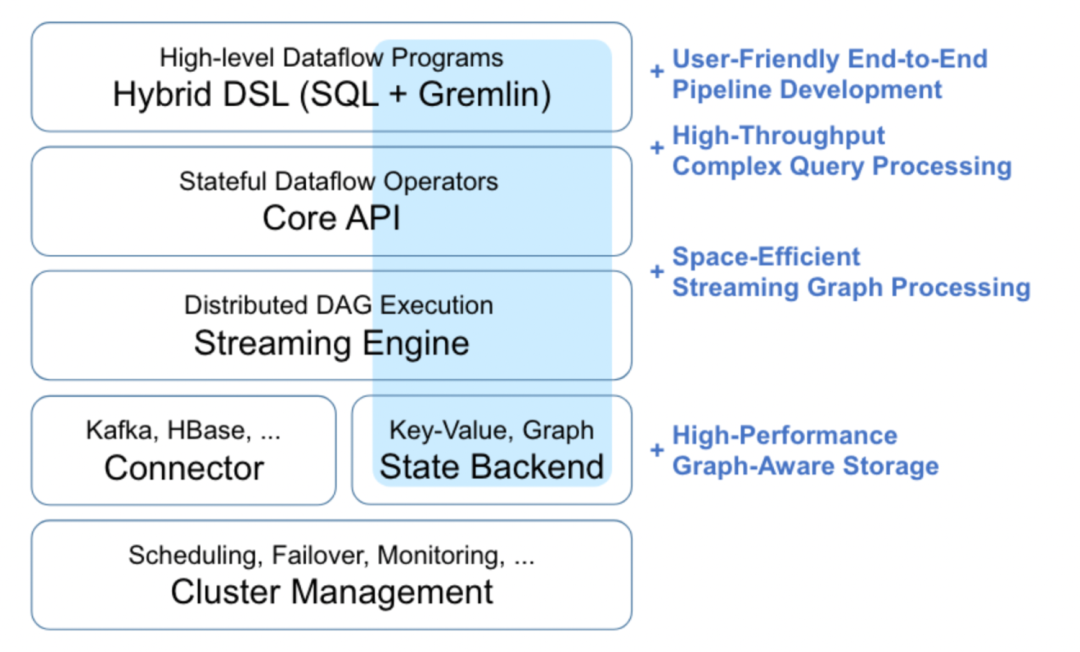 High-level Dataflow Programs
Hybrid DSL (SQL + Gremlin)
+ User-Friendly End-to-End
Pipeline Development
+ High-Throughput
Complex Query Processing
Stateful Dataflow Operators
Core API
+ Space-Efficient
Streaming Graph Processing
Distributed DAG Execution
Streaming Engine
Kafka, HBase, ...
Connector
Key-Value, Graph
State Backend
+ High-Performance
Graph-Aware Storage
Scheduling, Failover, Monitoring, ...
Cluster Management